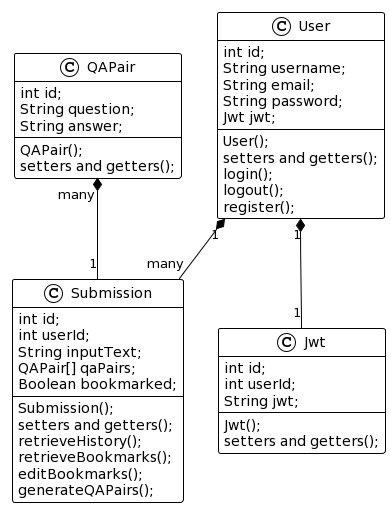 C QAPair
int id;
String question;
String answer;
QAPair();
setters and getters();
C User
int id;
String username;
String email;
String password;
Jwt jwt;
User();
setters and getters();
login();
logout();
register();
many
1
1
many
1
1
C Submission
int id;
int userId;
String inputText;
QAPair[] qaPairs;
Boolean bookmarked;
Submission();
setters and getters();
retrieveHistory();
retrieveBookmarks();
editBookmarks();
generateQAPairs();
C Jwt
int id;
int userId;
String jwt;
Jwt();
setters and getters();